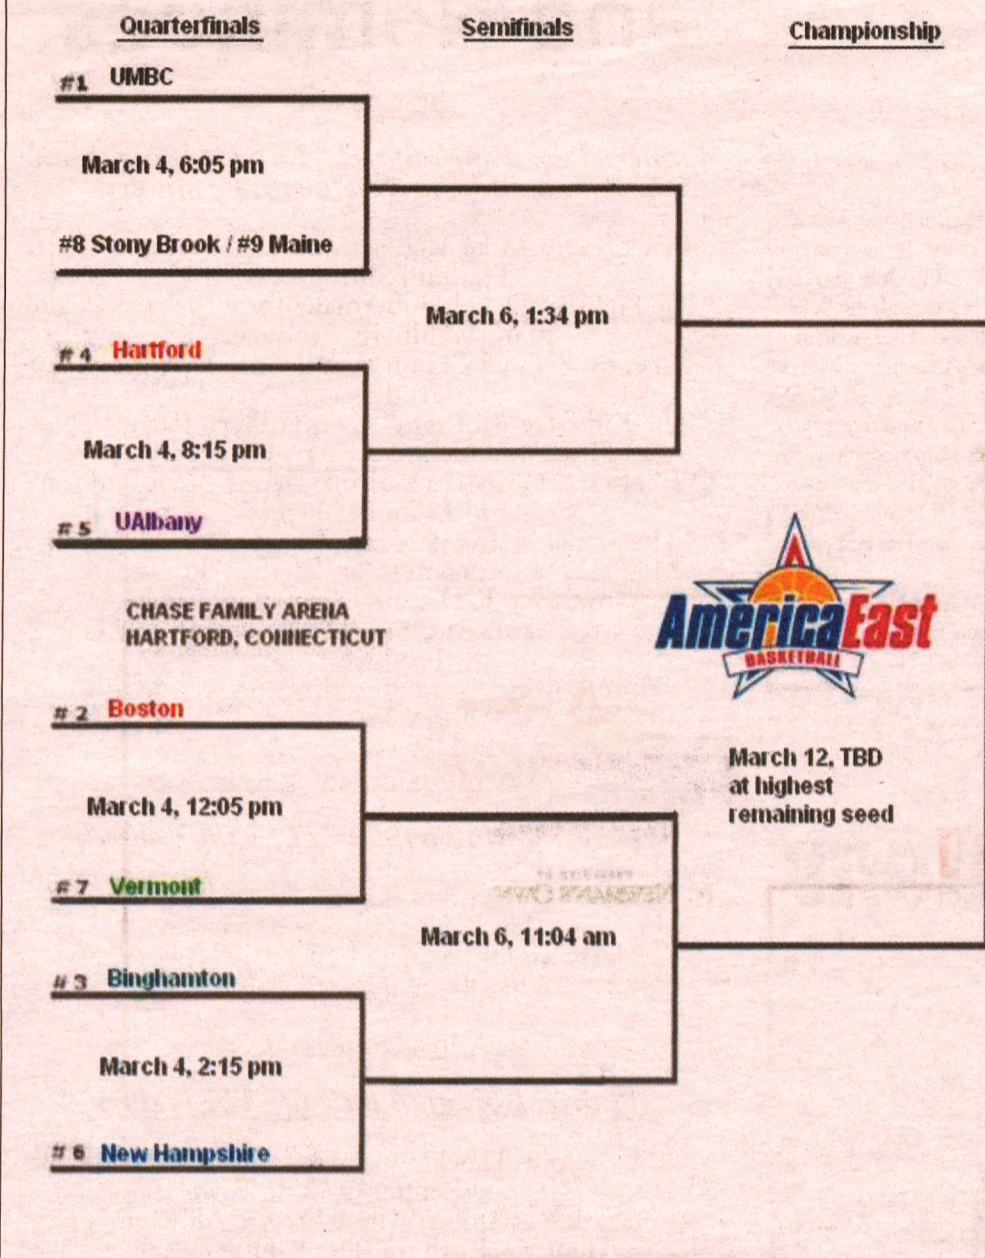 Quarterfinals
Semifinals
Championship
#1 UMBC
March 4, 6:05 pm
#8 Stony Brook / #9 Maine
March 6, 1:34 pm
# 4 Hartford
March 4, 8:15 pm
# 5 UAlbany
CHASE FAMILY ARENA
HARTFORD, CONNECTICUT
AmericaEast
BASKETBALL
# 2 Boston
March 12, TBD
at highest
remaining seed
March 4, 12:05 pm
# 7 Vermont
NEWMAN'S OWN
March 6, 11:04 am
# 3 Binghamton
March 4, 2:15 pm
# 6 New Hampshire